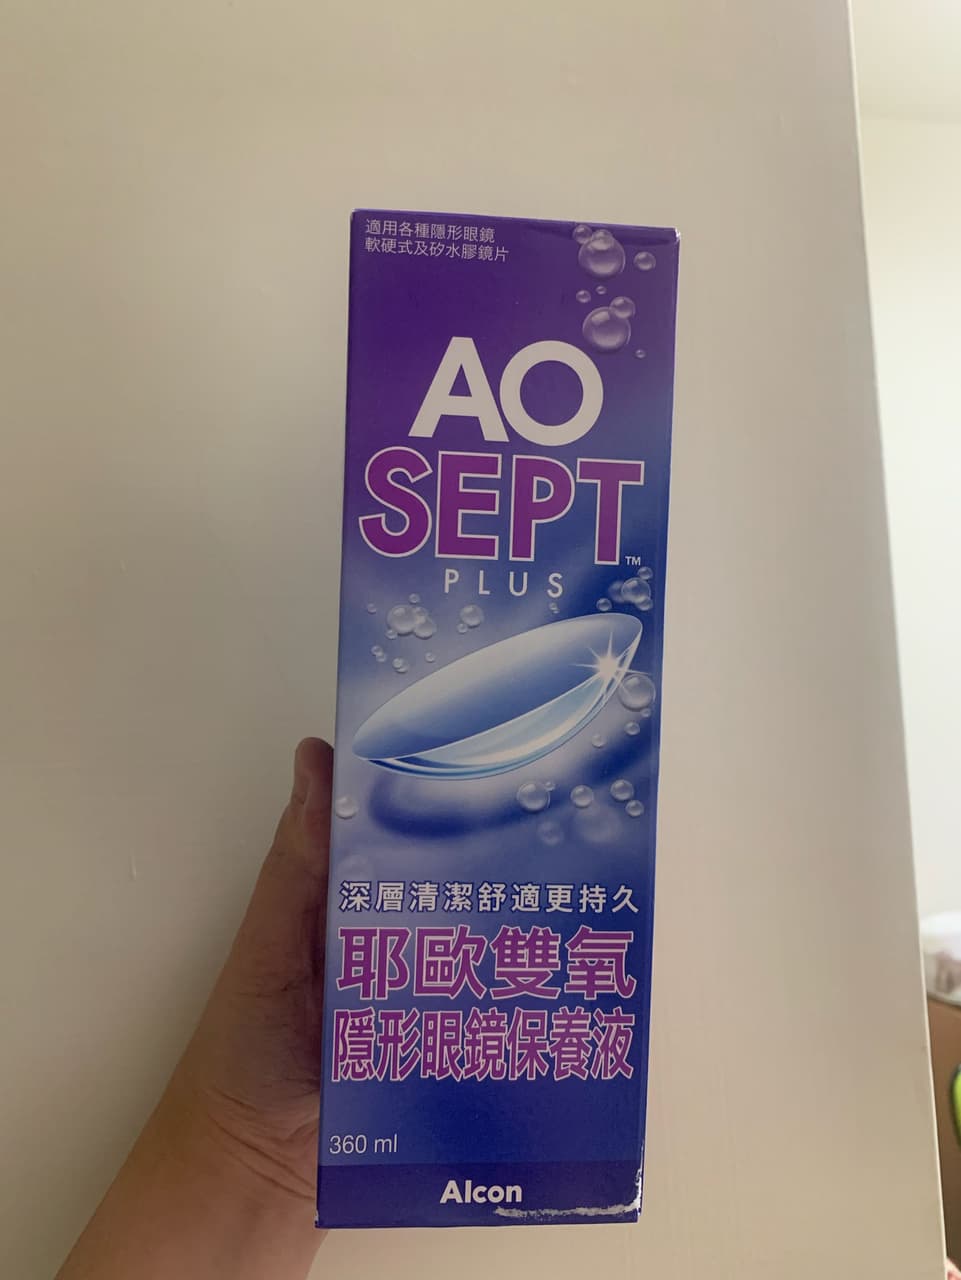 適用各種隱形眼鏡
軟硬式及矽水膠鏡片
AO
SEPT™
PLUS
深層清潔舒適更持久
耶歐雙氧
隱形眼鏡保養液
360 ml
Alcon